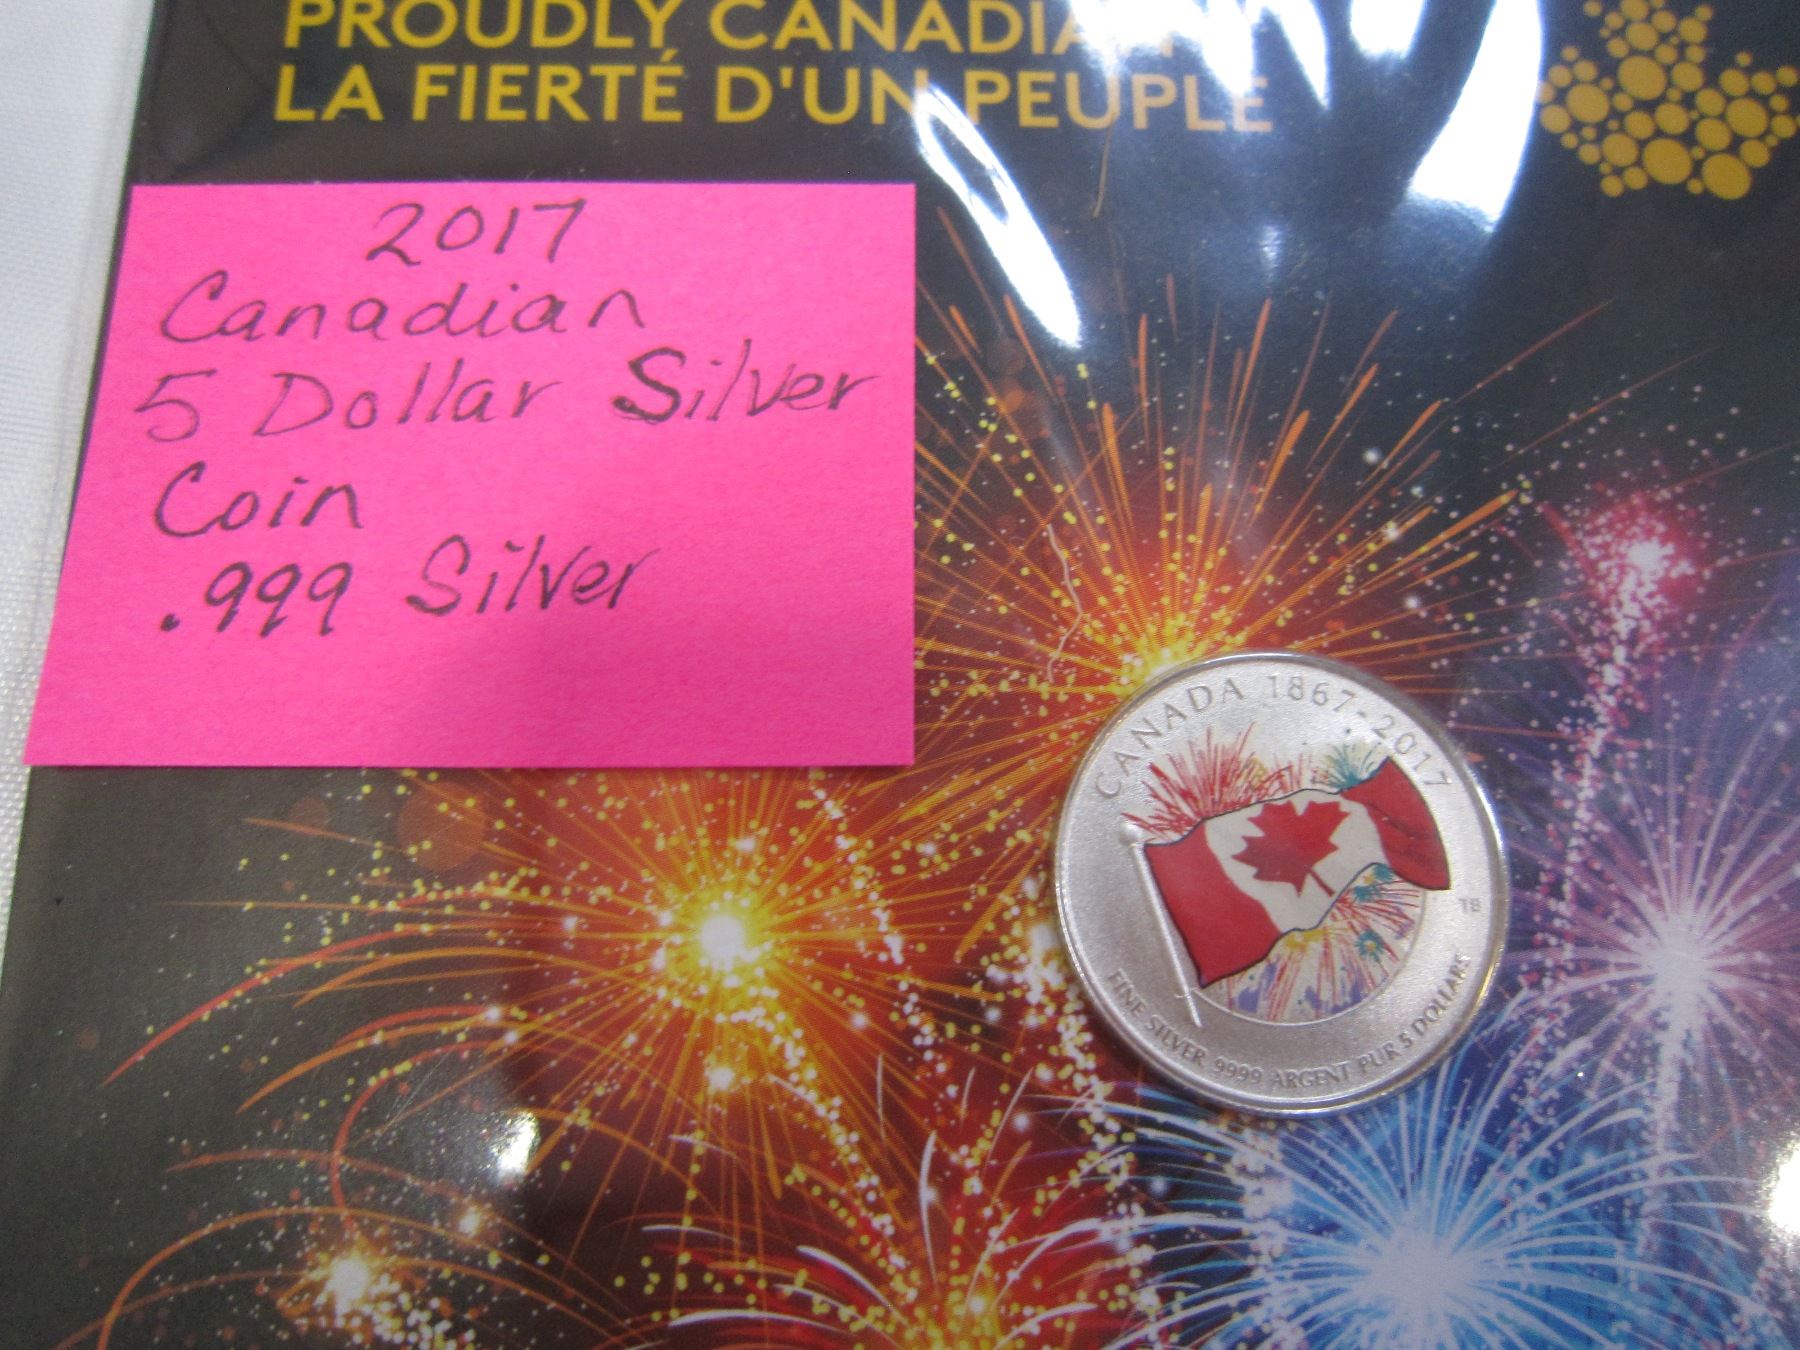 PROUDLY CANADIAN
LA FIERTÉ D'UN PEUPLE
2017
Canadian
5 Dollar Silver
Coin
.999 Silver
CANADA 1867-2017
TB
FINE SILVER 9999 ARGENT PUR 5 DOLLARS